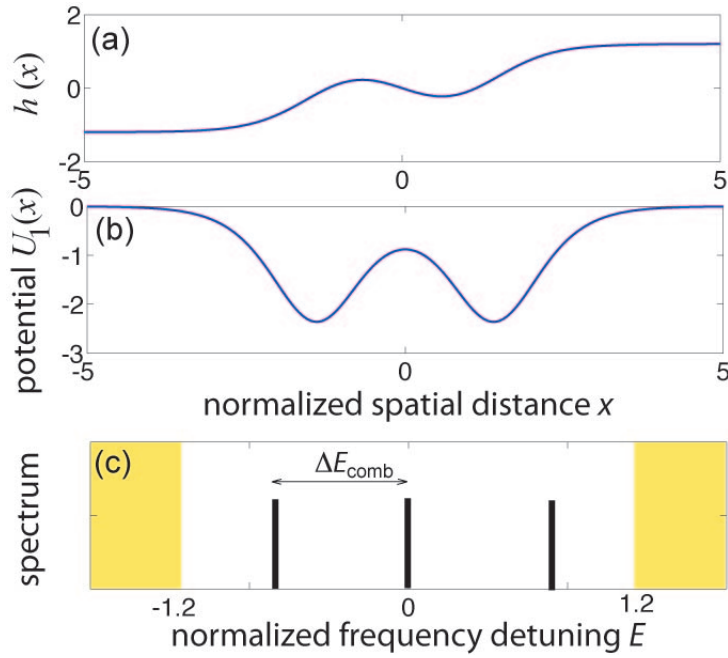 (a)
h (x)
2
0
-2
-5
0
5
(b)
potential U₁(x)
0
-1
-2
-3
-5
0
5
normalized spatial distance x
(c)
spectrum
ΔE_comb
-1.2
0
1.2
normalized frequency detuning E